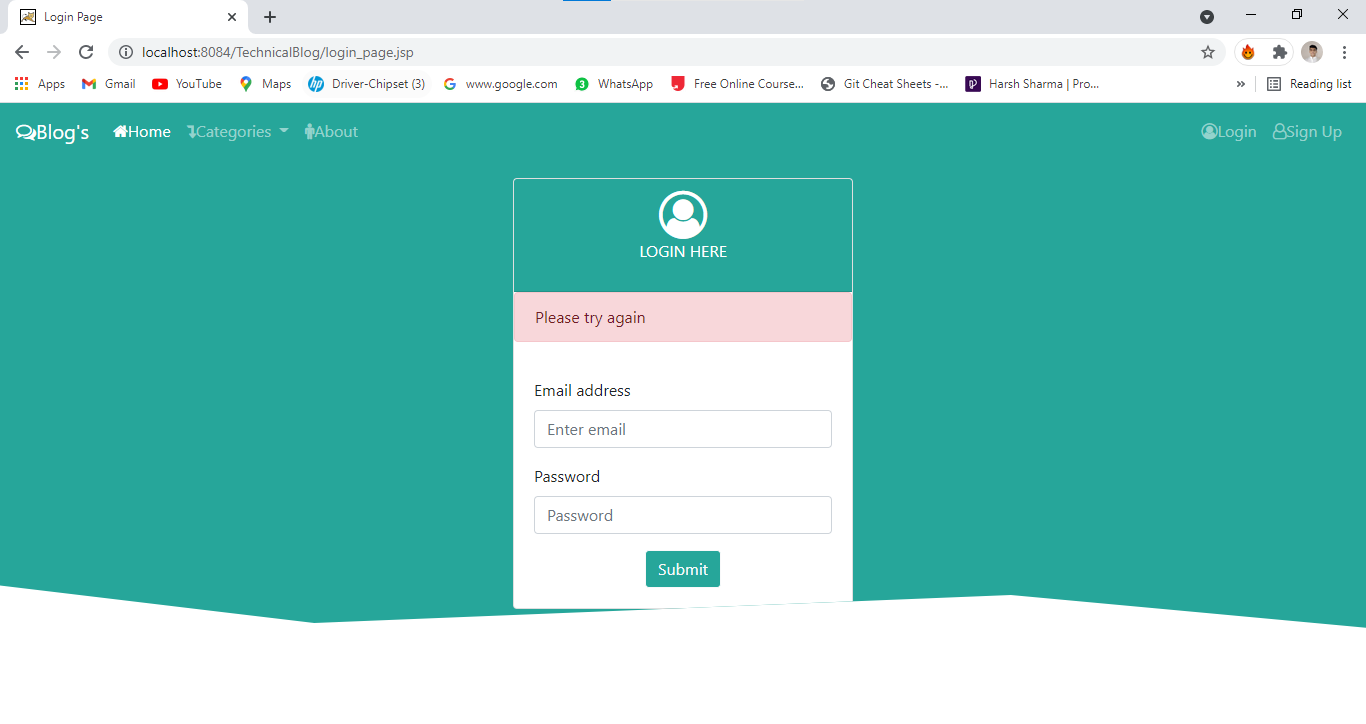 Login Page
localhost:8084/TechnicalBlog/login_page.jsp
Apps Gmail YouTube Maps Driver-Chipset (3) www.google.com WhatsApp Free Online Course... Git Cheat Sheets -... Harsh Sharma | Pro... » Reading list
Blog's Home Categories About Login Sign Up
LOGIN HERE
Please try again
Email address
Enter email
Password
Password
Submit